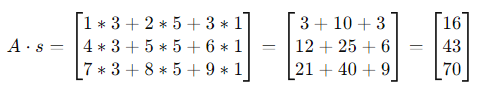 A · s = [1 ∗ 3 + 2 ∗ 5 + 3 ∗ 1] = [3 + 10 + 3] = [16]
[4 ∗ 3 + 5 ∗ 5 + 6 ∗ 1] [12 + 25 + 6] [43]
[7 ∗ 3 + 8 ∗ 5 + 9 ∗ 1] [21 + 40 + 9] [70]